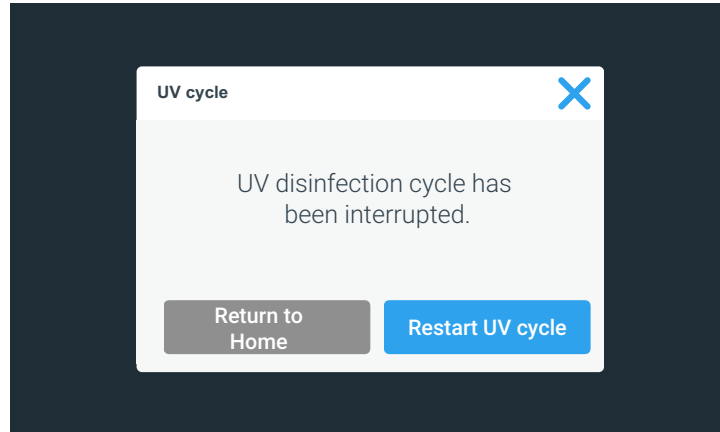 UV cycle
UV disinfection cycle has
been interrupted.
Return to
Home
Restart UV cycle